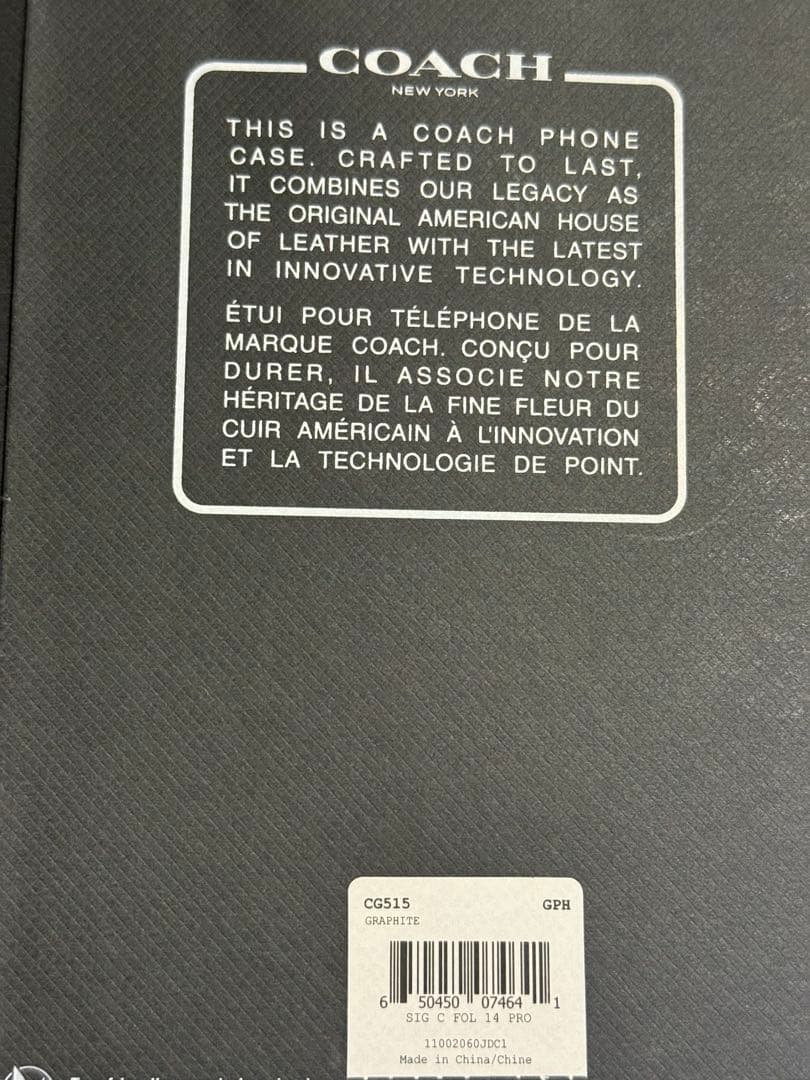 COACH
NEW YORK
THIS IS A COACH PHONE
CASE. CRAFTED TO LAST,
IT COMBINES OUR LEGACY AS
THE ORIGINAL AMERICAN HOUSE
OF LEATHER WITH THE LATEST
IN INNOVATIVE TECHNOLOGY.
ÉTUI POUR TÉLÉPHONE DE LA
MARQUE COACH. CONÇU POUR
DURER, IL ASSOCIE NOTRE
HÉRITAGE DE LA FINE FLEUR DU
CUIR AMÉRICAIN À L'INNOVATION
ET LA TECHNOLOGIE DE POINT.
CG515 GPH
GRAPHITE
6 50450 07464 1
SIG C FOL 14 PRO
11002060JDC1
Made in China/Chine